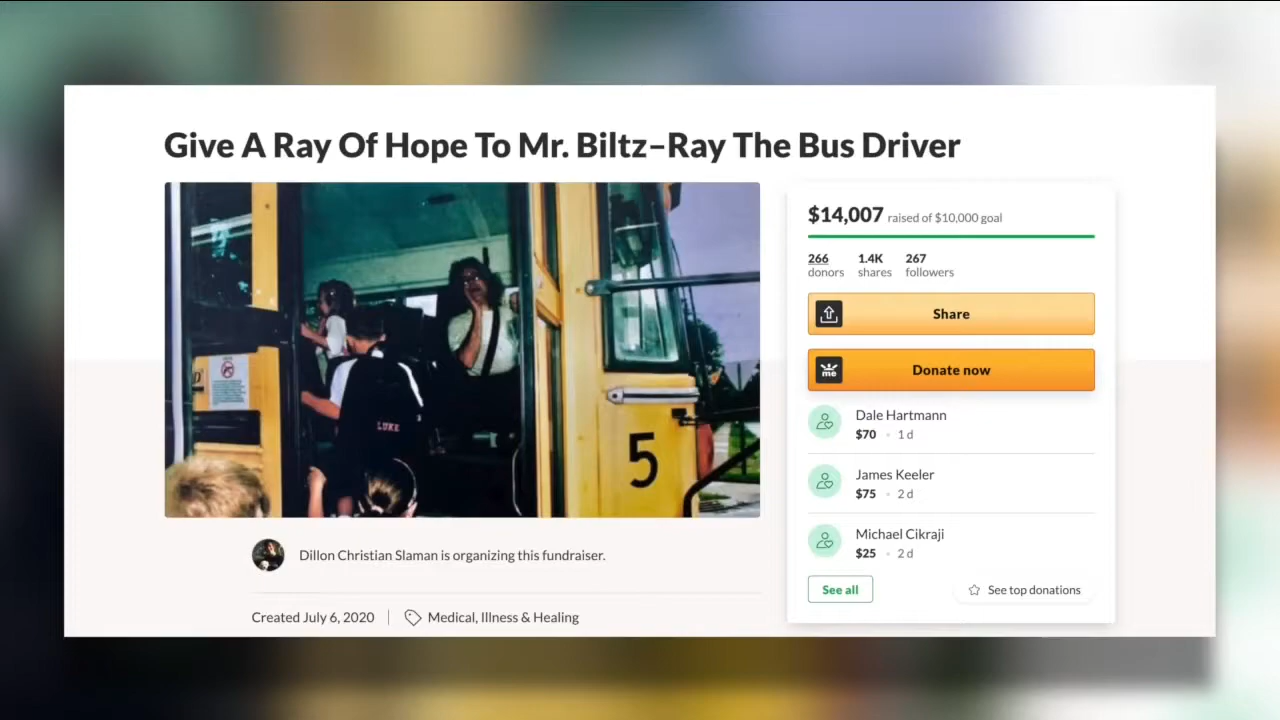 Give A Ray Of Hope To Mr. Biltz–Ray The Bus Driver
LUKE
5
$14,007 raised of $10,000 goal
266 1.4K 267
donors shares followers
Share
me Donate now
Dale Hartmann
$70 • 1 d
James Keeler
$75 • 2 d
Michael Cikraji
$25 • 2 d
See all See top donations
Dillon Christian Slaman is organizing this fundraiser.
Created July 6, 2020 | Medical, Illness & Healing